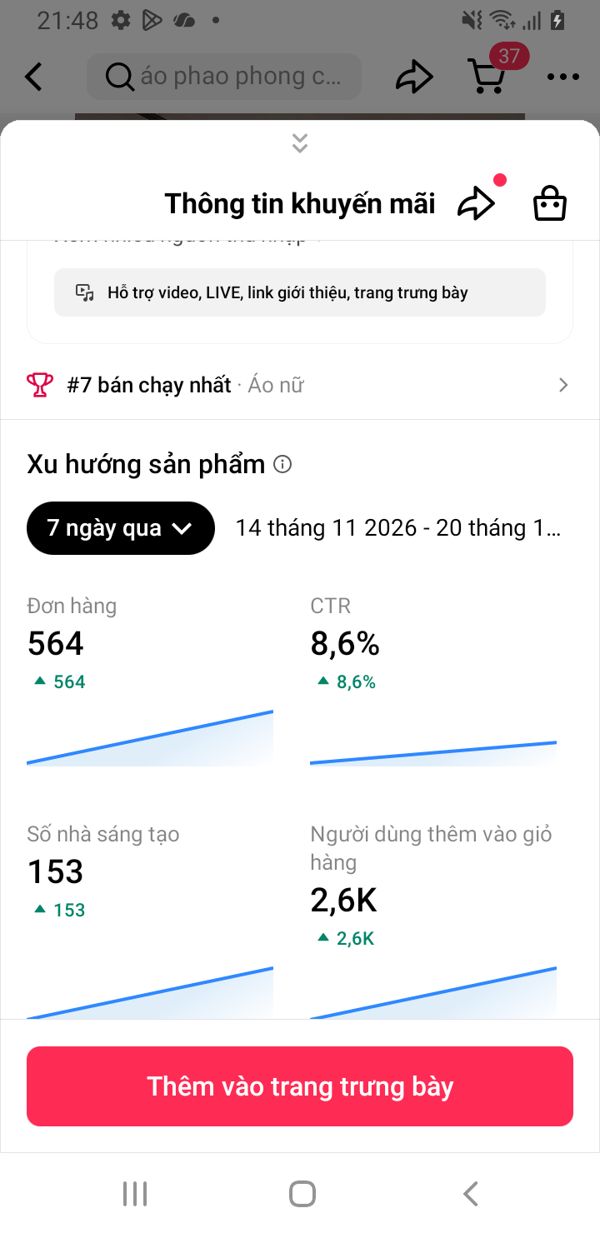 21:48
áo phao phong c...
37
Thông tin khuyến mãi
Hỗ trợ video, LIVE, link giới thiệu, trang trưng bày
#7 bán chạy nhất · Áo nữ
Xu hướng sản phẩm
7 ngày qua
14 tháng 11 2026 - 20 tháng 1...
Đơn hàng
564
564
CTR
8,6%
8,6%
Số nhà sáng tạo
153
153
Người dùng thêm vào giỏ
hàng
2,6K
2,6K
Thêm vào trang trưng bày